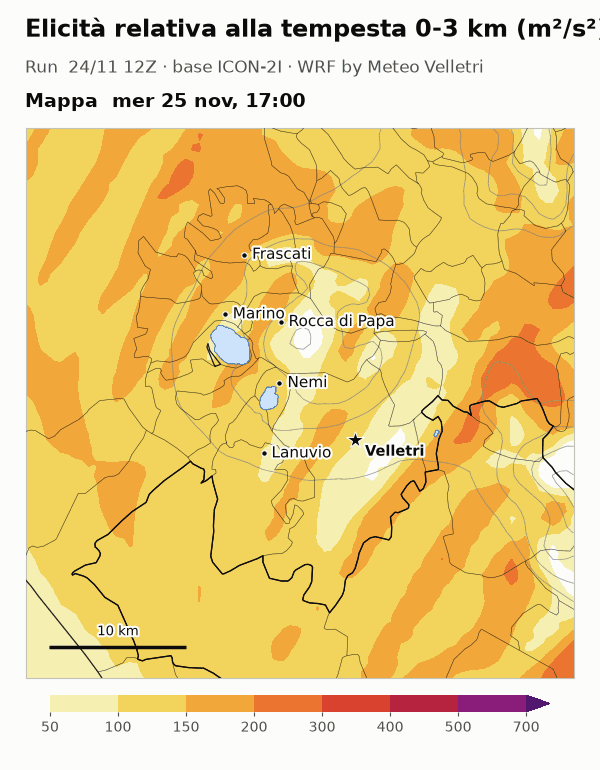 Elicità relativa alla tempesta 0-3 km (m²/s²)
Run 24/11 12Z · base ICON-2I · WRF by Meteo Velletri
Mappa mer 25 nov, 17:00
Frascati
Marino
Rocca di Papa
Nemi
Lanuvio
Velletri
10 km
50 100 150 200 300 400 500 700